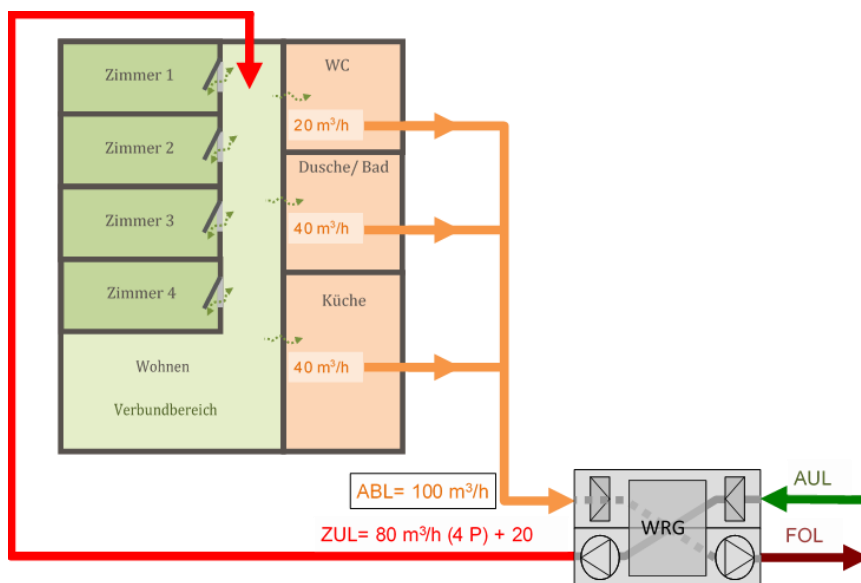 Zimmer 1
WC
20 m³/h
Zimmer 2
Dusche/ Bad
Zimmer 3
40 m³/h
Zimmer 4
Küche
Wohnen
40 m³/h
Verbundbereich
ABL= 100 m³/h
AUL
WRG
ZUL= 80 m³/h (4 P) + 20
FOL